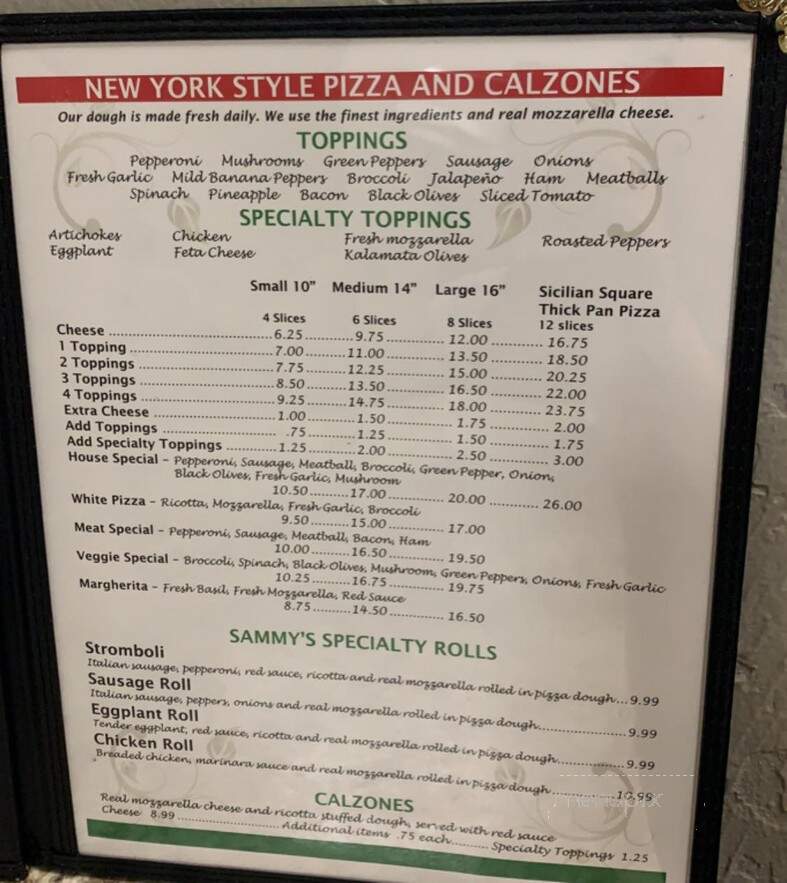 NEW YORK STYLE PIZZA AND CALZONES
Our dough is made fresh daily. We use the finest ingredients and real mozzarella cheese.
TOPPINGS
Pepperoni Mushrooms Green Peppers Sausage Onions
Fresh Garlic Mild Banana Peppers Broccoli Jalapeño Ham Meatballs
Spinach Pineapple Bacon Black Olives Sliced Tomato
SPECIALTY TOPPINGS
Artichokes Chicken Fresh mozzarella Roasted Peppers
Eggplant Feta Cheese Kalamata Olives
Small 10" Medium 14" Large 16" Sicilian Square
Thick Pan Pizza
4 Slices 6 Slices 8 Slices 12 slices
Cheese 6.25 9.75 12.00 16.75
1 Topping 7.00 11.00 13.50 18.50
2 Toppings 7.75 12.25 15.00 20.25
3 Toppings 8.50 13.50 16.50 22.00
4 Toppings 9.25 14.75 18.00 23.75
Extra Cheese 1.00 1.50 1.75 2.00
Add Toppings .75 1.25 1.50 1.75
Add Specialty Toppings 1.25 2.00 2.50 3.00
House Special – Pepperoni, Sausage, Meatball, Broccoli, Green Pepper, Onion,
Black Olives, Fresh Garlic, Mushroom
10.50 17.00 20.00 26.00
White Pizza – Ricotta, Mozzarella, Fresh Garlic, Broccoli
9.50 15.00 17.00
Meat Special – Pepperoni, Sausage, Meatball, Bacon, Ham
10.00 16.50 19.50
Veggie Special – Broccoli, Spinach, Black Olives, Mushroom, Green Peppers, Onions, Fresh Garlic
10.25 16.75 19.75
Margherita – Fresh Basil, Fresh Mozzarella, Red Sauce
8.75 14.50 16.50
SAMMY'S SPECIALTY ROLLS
Stromboli
Italian sausage, pepperoni, red sauce, ricotta and real mozzarella rolled in pizza dough...9.99
Sausage Roll
Italian sausage, peppers, onions and real mozzarella rolled in pizza dough 9.99
Eggplant Roll
Tender eggplant, red sauce, ricotta and real mozzarella rolled in pizza dough 9.99
Chicken Roll
Breaded chicken, marinara sauce and real mozzarella rolled in pizza dough 10.99
CALZONES
Real mozzarella cheese and ricotta stuffed dough, served with red sauce
Cheese 8.99 Additional items .75 each Specialty Toppings 1.25